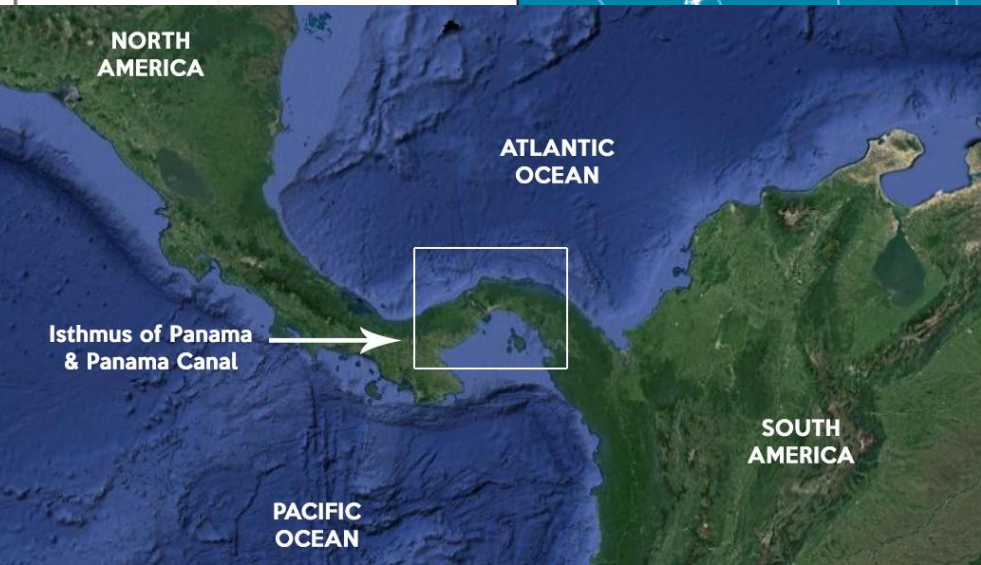 NORTH
AMERICA
ATLANTIC
OCEAN
Isthmus of Panama
& Panama Canal
SOUTH
AMERICA
PACIFIC
OCEAN